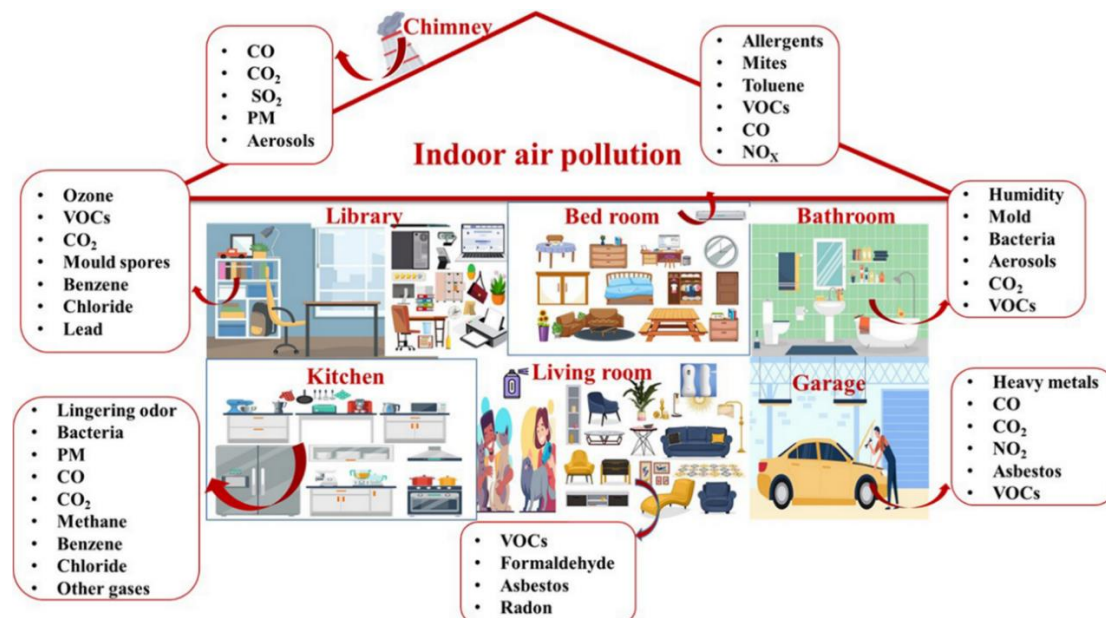 Chimney
• CO
• CO₂
• SO₂
• PM
• Aerosols
• Allergents
• Mites
• Toluene
• VOCs
• CO
• NOX
Indoor air pollution
• Ozone
• VOCs
• CO₂
• Mould spores
• Benzene
• Chloride
• Lead
Library
Bed room
Bathroom
• Humidity
• Mold
• Bacteria
• Aerosols
• CO₂
• VOCs
Kitchen
Living room
Garage
• Lingering odor
• Bacteria
• PM
• CO
• CO₂
• Methane
• Benzene
• Chloride
• Other gases
• Heavy metals
• CO
• CO₂
• NO₂
• Asbestos
• VOCs
• VOCs
• Formaldehyde
• Asbestos
• Radon